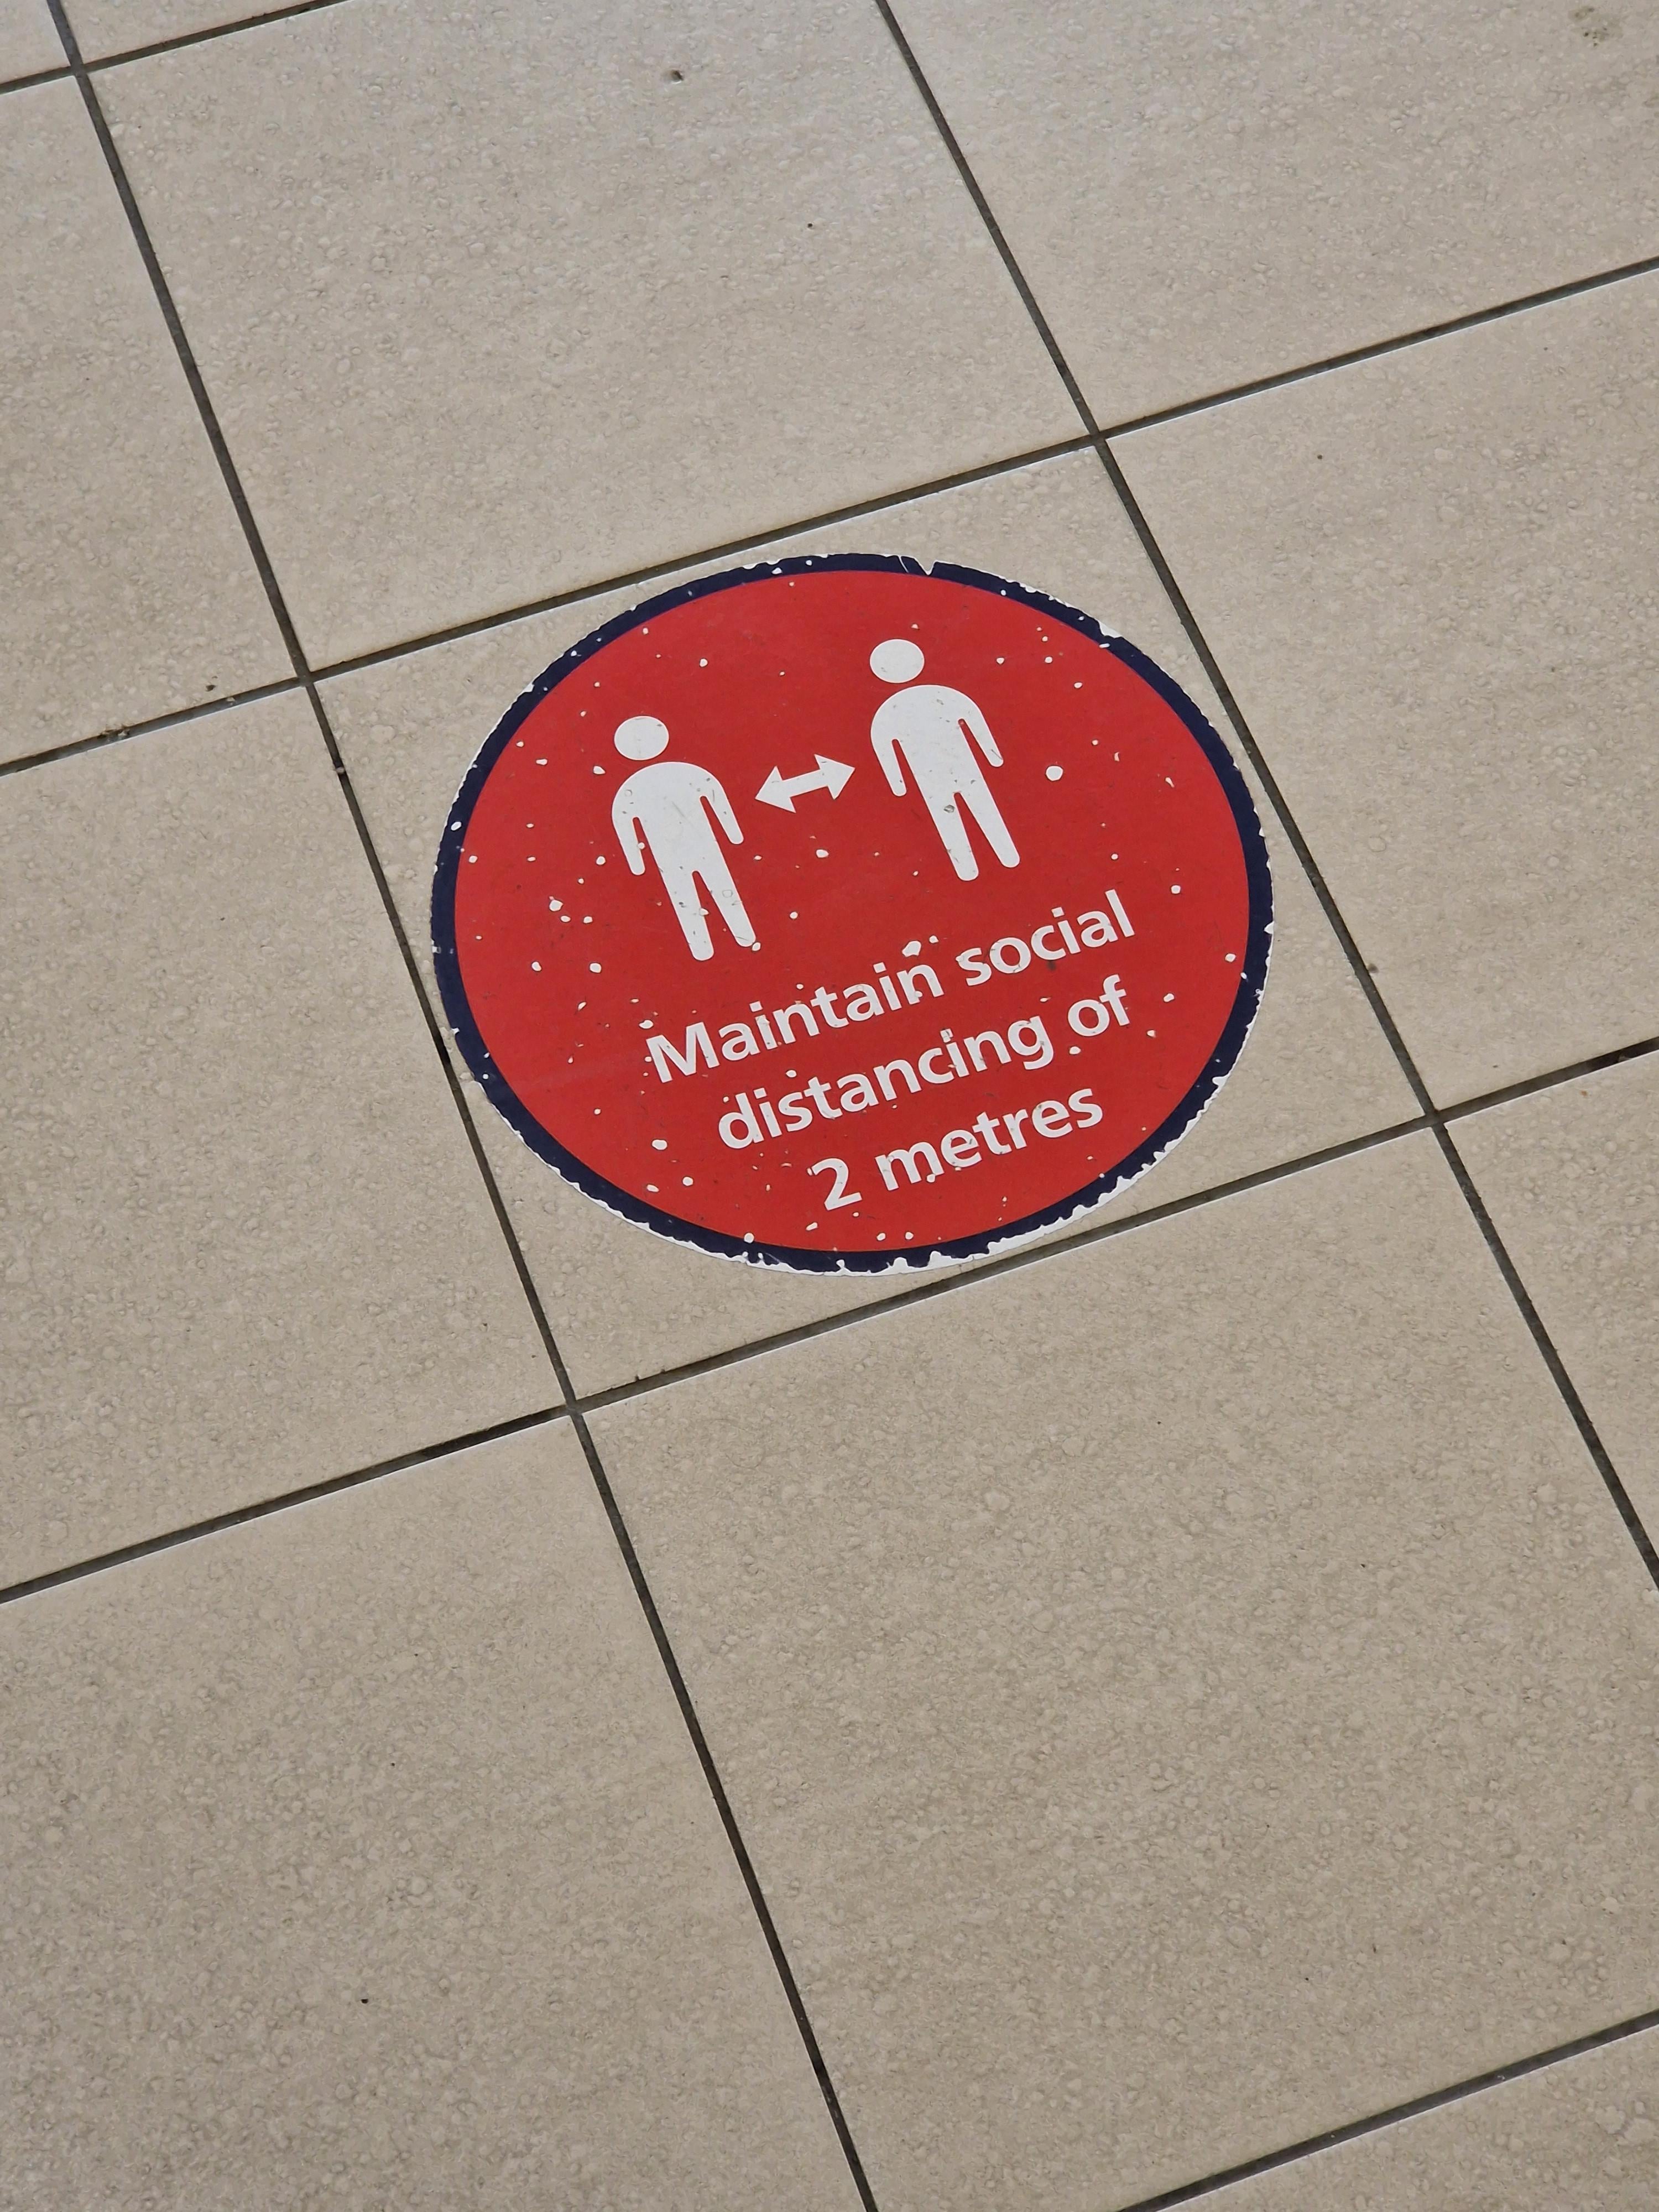 Maintain social
distancing of
2 metres